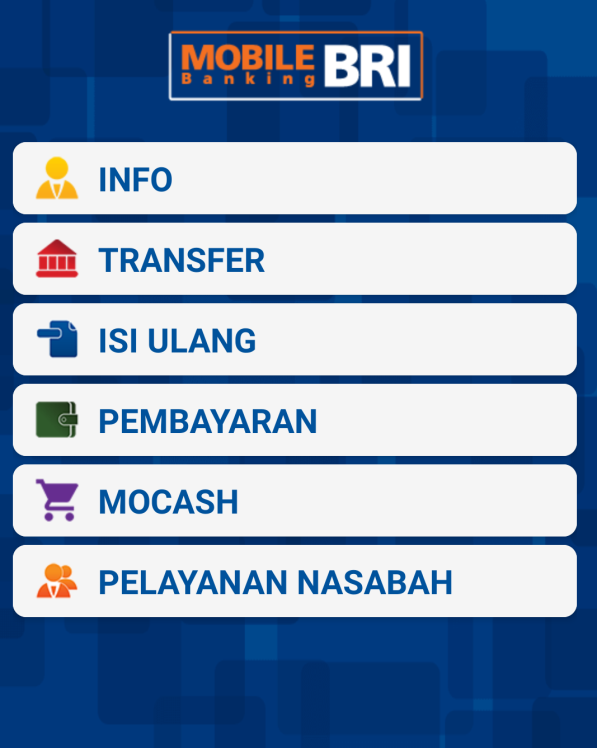 MOBILE BRI
Banking
INFO
TRANSFER
ISI ULANG
PEMBAYARAN
MOCASH
PELAYANAN NASABAH